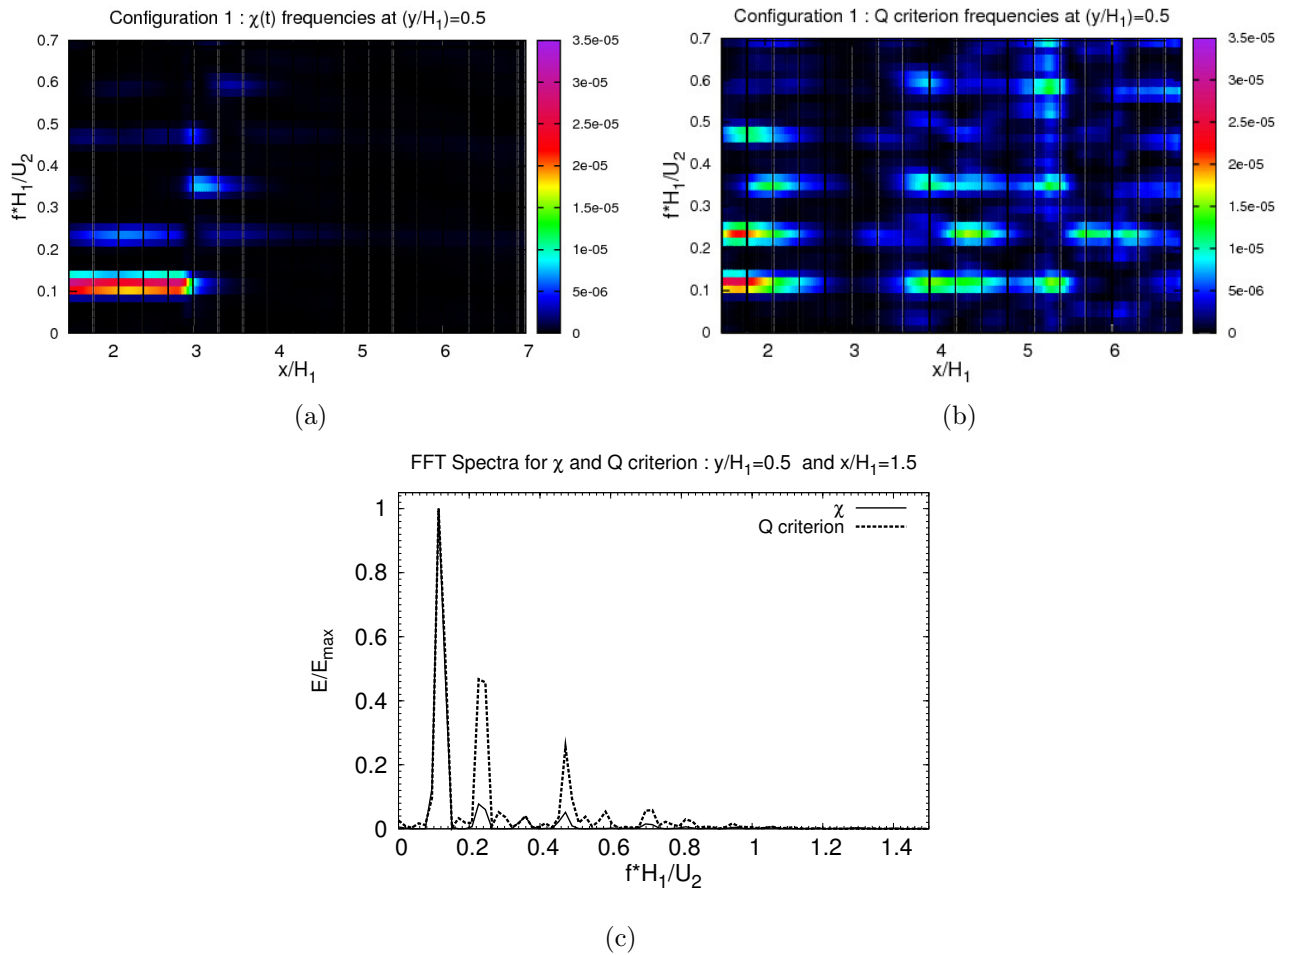 Configuration 1 : χ(t) frequencies at (y/H1)=0.5
0.7
0.6
0.5
0.4
0.3
0.2
0.1
0
f*H1/U2
2
3
4
5
6
7
x/H1
3.5e-05
3e-05
2.5e-05
2e-05
1.5e-05
1e-05
5e-06
0
(a)
Configuration 1 : Q criterion frequencies at (y/H1)=0.5
0.7
0.6
0.5
0.4
0.3
0.2
0.1
0
f*H1/U2
2
3
4
5
6
x/H1
3.5e-05
3e-05
2.5e-05
2e-05
1.5e-05
1e-05
5e-06
0
(b)
FFT Spectra for χ and Q criterion : y/H1=0.5 and x/H1=1.5
χ
Q criterion
1
0.8
0.6
0.4
0.2
0
E/Emax
0
0.2
0.4
0.6
0.8
1
1.2
1.4
f*H1/U2
(c)